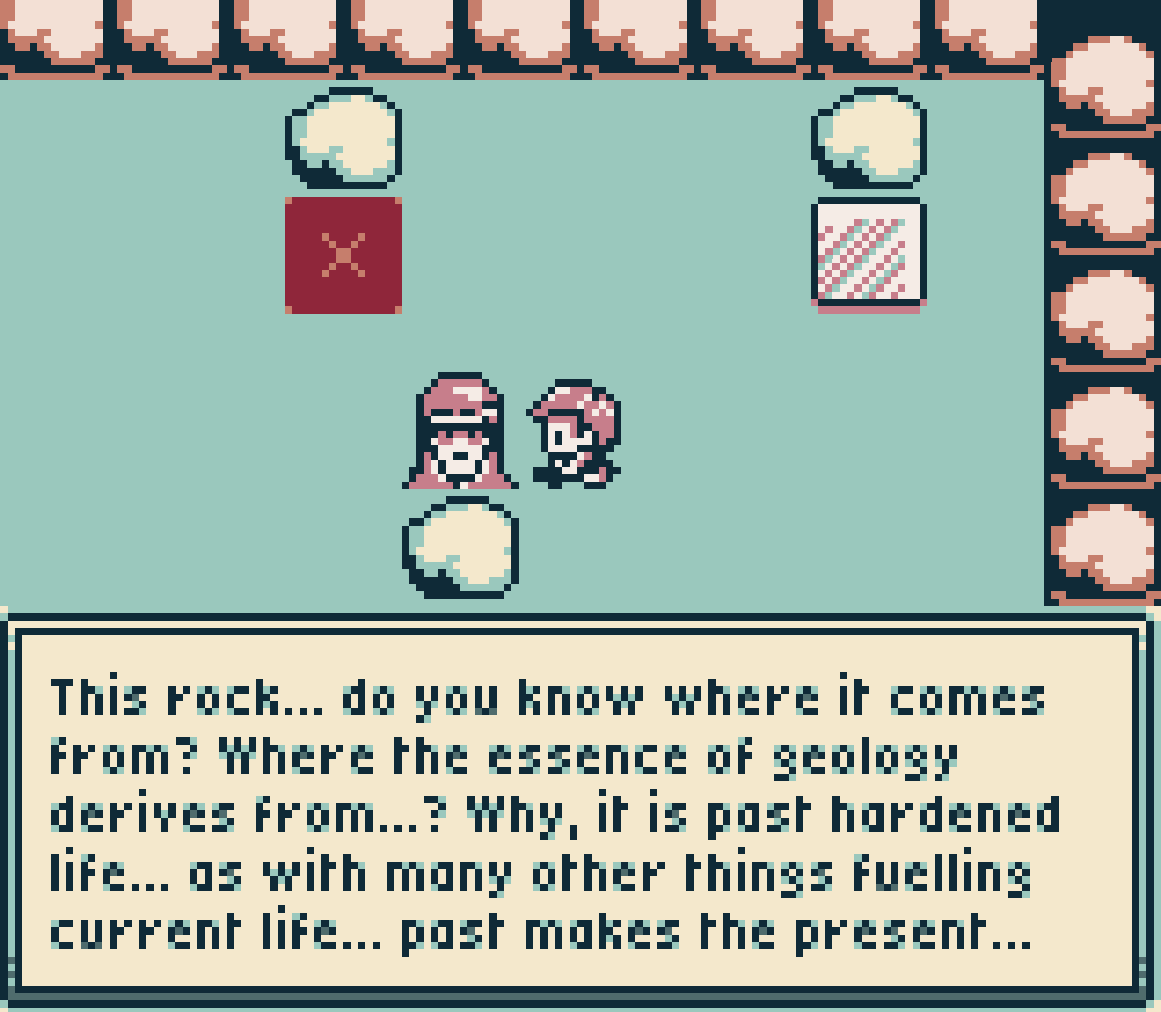 This rock... do you know where it comes
from? Where the essence of geology
derives from...? Why, it is past hardened
life... as with many other things fuelling
current life... past makes the present...